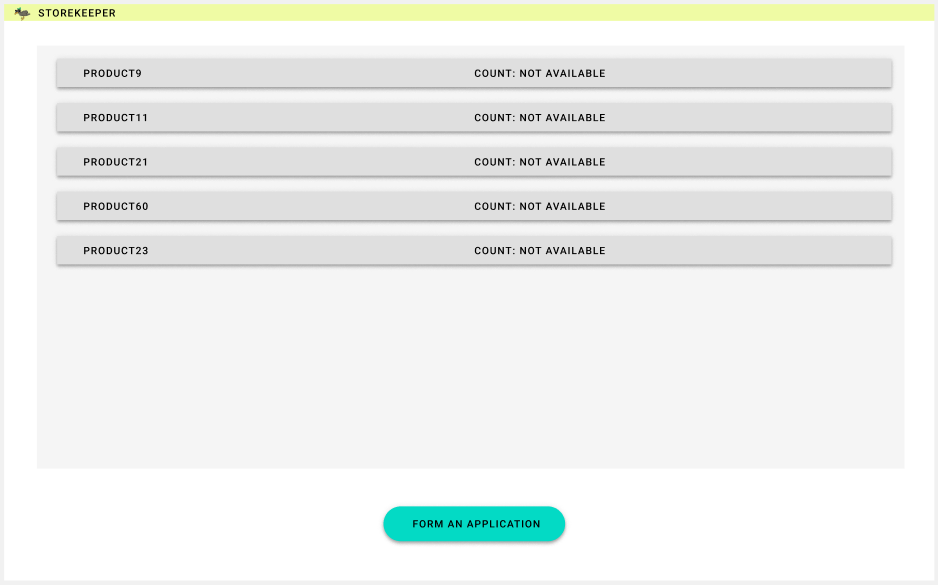 STOREKEEPER
PRODUCT9 COUNT: NOT AVAILABLE
PRODUCT11 COUNT: NOT AVAILABLE
PRODUCT21 COUNT: NOT AVAILABLE
PRODUCT60 COUNT: NOT AVAILABLE
PRODUCT23 COUNT: NOT AVAILABLE
FORM AN APPLICATION